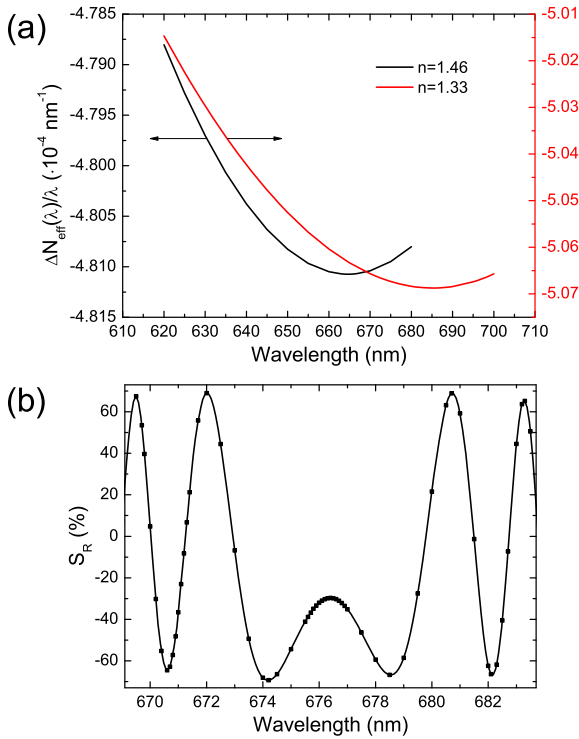 (a)
-4.785
-4.790
-4.795
-4.800
-4.805
-4.810
-4.815
ΔN_eff(λ)/λ (·10⁻⁴ nm⁻¹)
n=1.46
n=1.33
-5.01
-5.02
-5.03
-5.04
-5.05
-5.06
-5.07
610 620 630 640 650 660 670 680 690 700 710
Wavelength (nm)
(b)
60
40
20
0
-20
-40
-60
S_R (%)
670 672 674 676 678 680 682
Wavelength (nm)